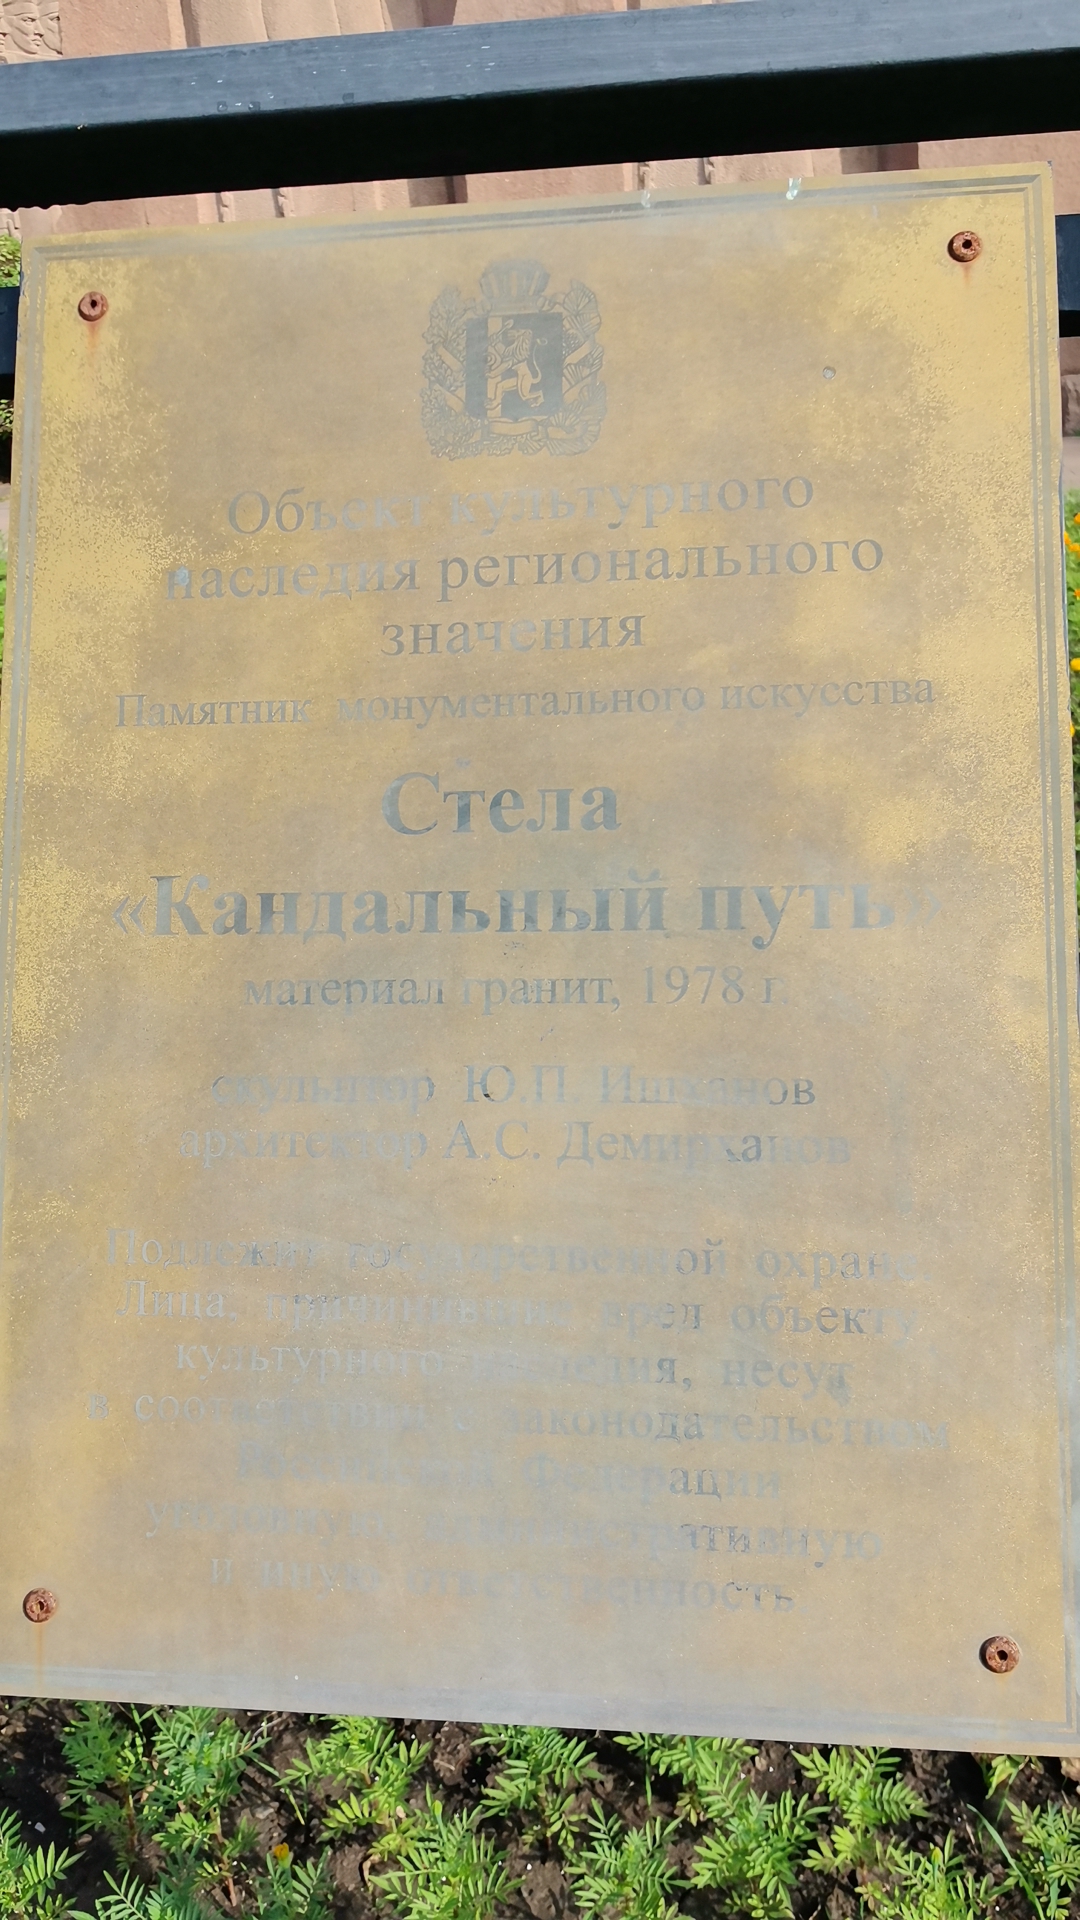 Объект культурного
наследия регионального
значения
Памятник монументального искусства
Стела
«Кандальный путь»
материал гранит, 1978 г.
скульптор Ю.П. Ишханов
архитектор А.С. Демирханов
Подлежит государственной охране.
Лица, причинившие вред объекту
культурного наследия, несут
в соответствии с законодательством
Российской Федерации
уголовную, административную
и иную ответственность.